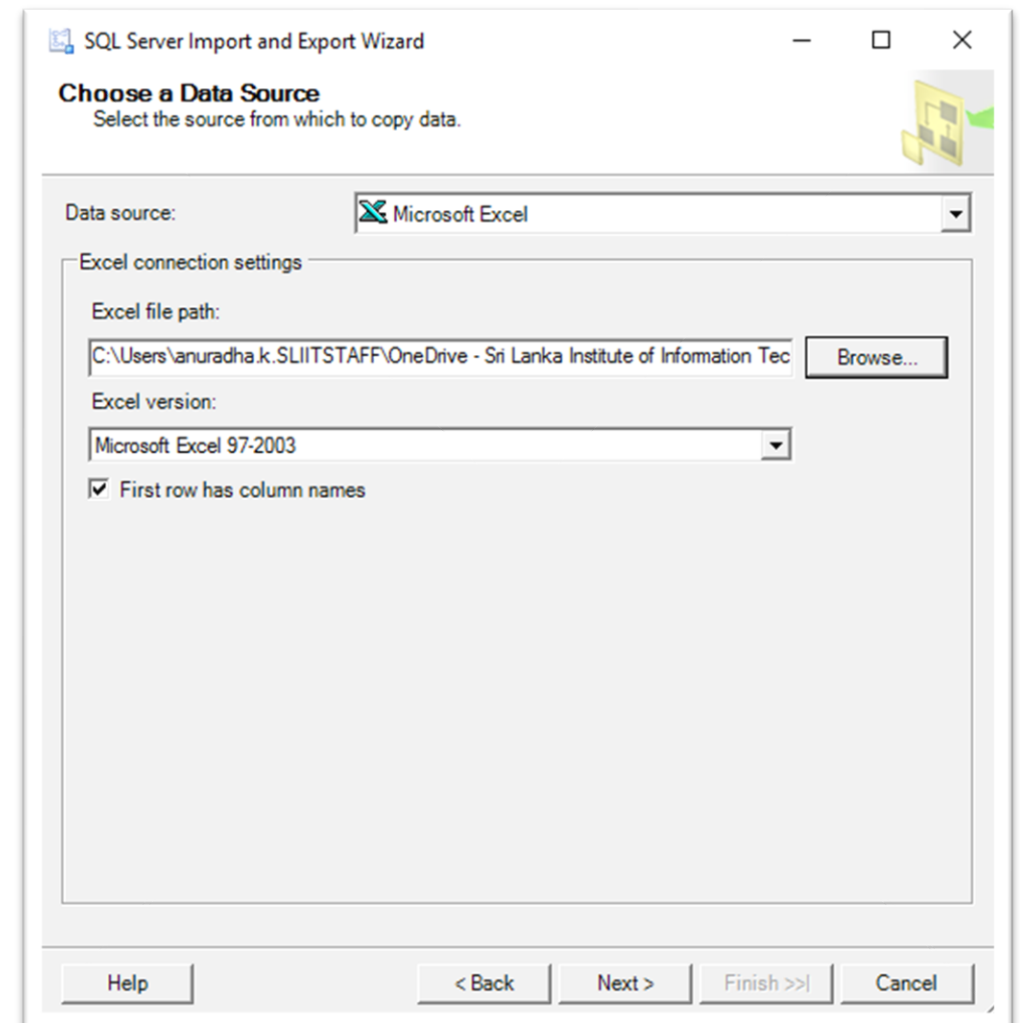 SQL Server Import and Export Wizard
Choose a Data Source
Select the source from which to copy data.
Data source:
Microsoft Excel
Excel connection settings
Excel file path:
C:\Users\anuradha.k.SLIITSTAFF\OneDrive - Sri Lanka Institute of Information Tec
Browse...
Excel version:
Microsoft Excel 97-2003
First row has column names
Help
< Back
Next >
Finish >>|
Cancel